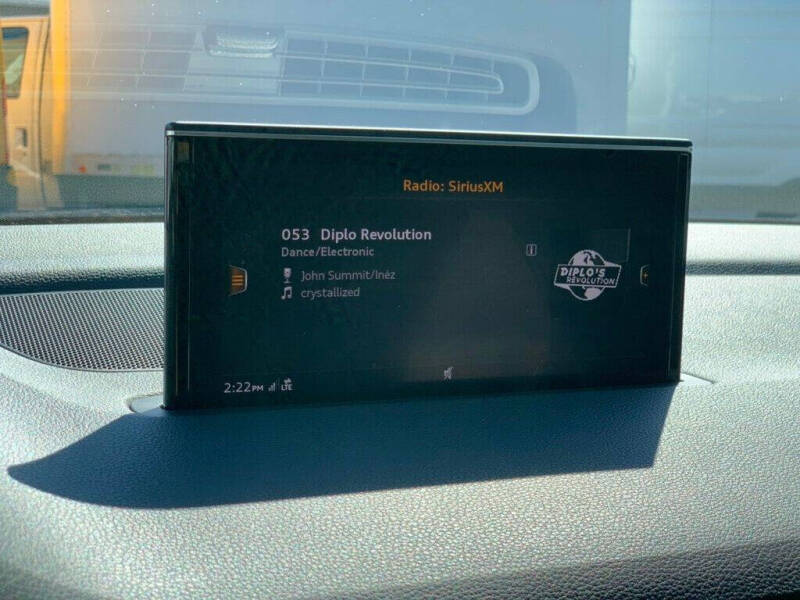 Radio: SiriusXM
053 Diplo Revolution
Dance/Electronic
John Summit/Inéz
crystallized
DIPLO'S
REVOLUTION
2:22PM LTE